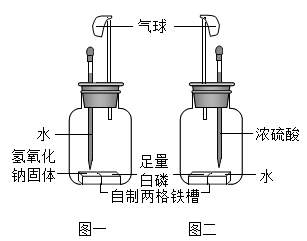 气球
水
浓硫酸
氢氧化
钠固体
足量
白磷
水
自制两格铁槽
图一
图二